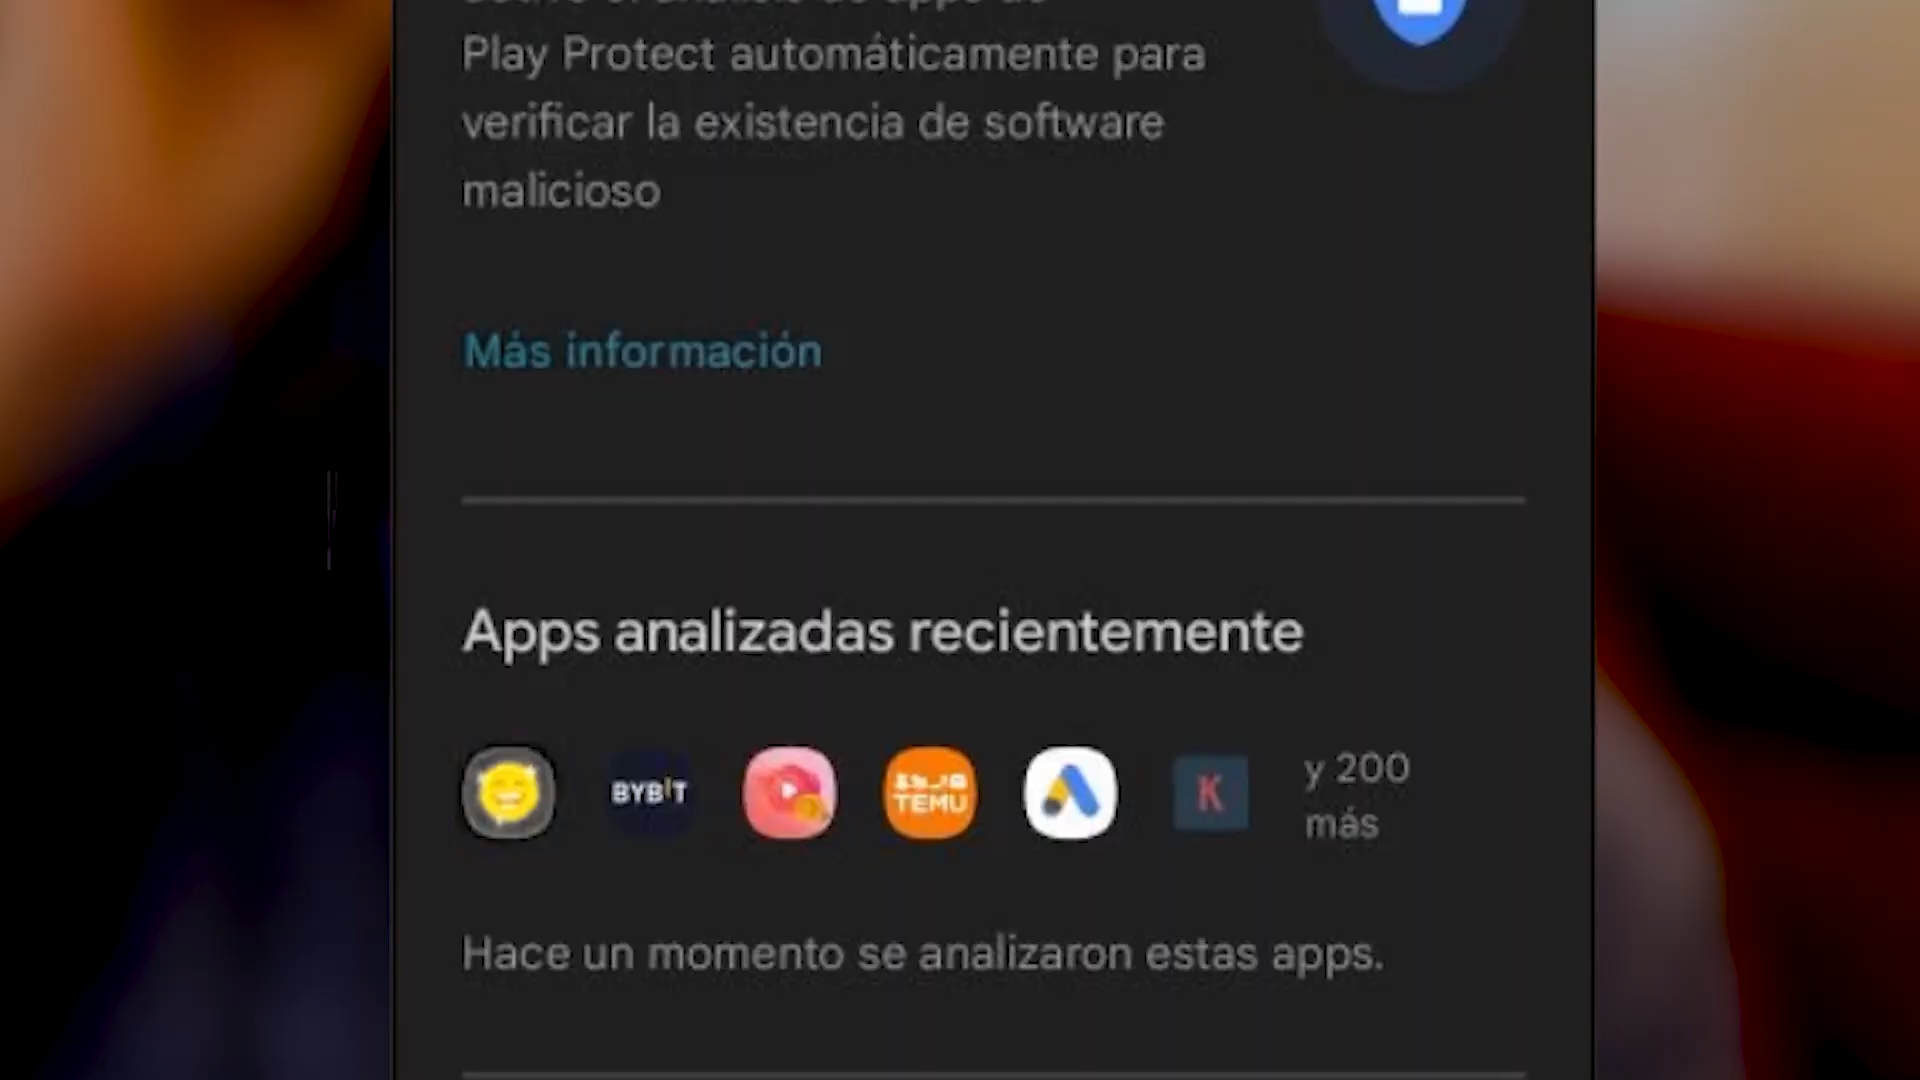 Play Protect automáticamente para
verificar la existencia de software
malicioso
Más información
Apps analizadas recientemente
BYBIT
TEMU
K
y 200
más
Hace un momento se analizaron estas apps.